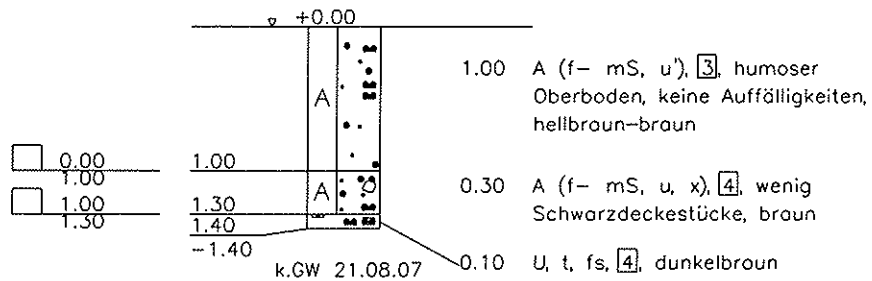 +0.00
1.00 A (f- mS, u'), 3, humoser
Oberboden, keine Auffälligkeiten,
hellbraun-braun
A
0.00 1.00
1.00
A
0.30 A (f- mS, u, x), 4, wenig
Schwarzdeckestücke, braun
1.00 1.30
1.30 1.40
-1.40
k.GW 21.08.07
0.10 U, t, fs, 4, dunkelbraun